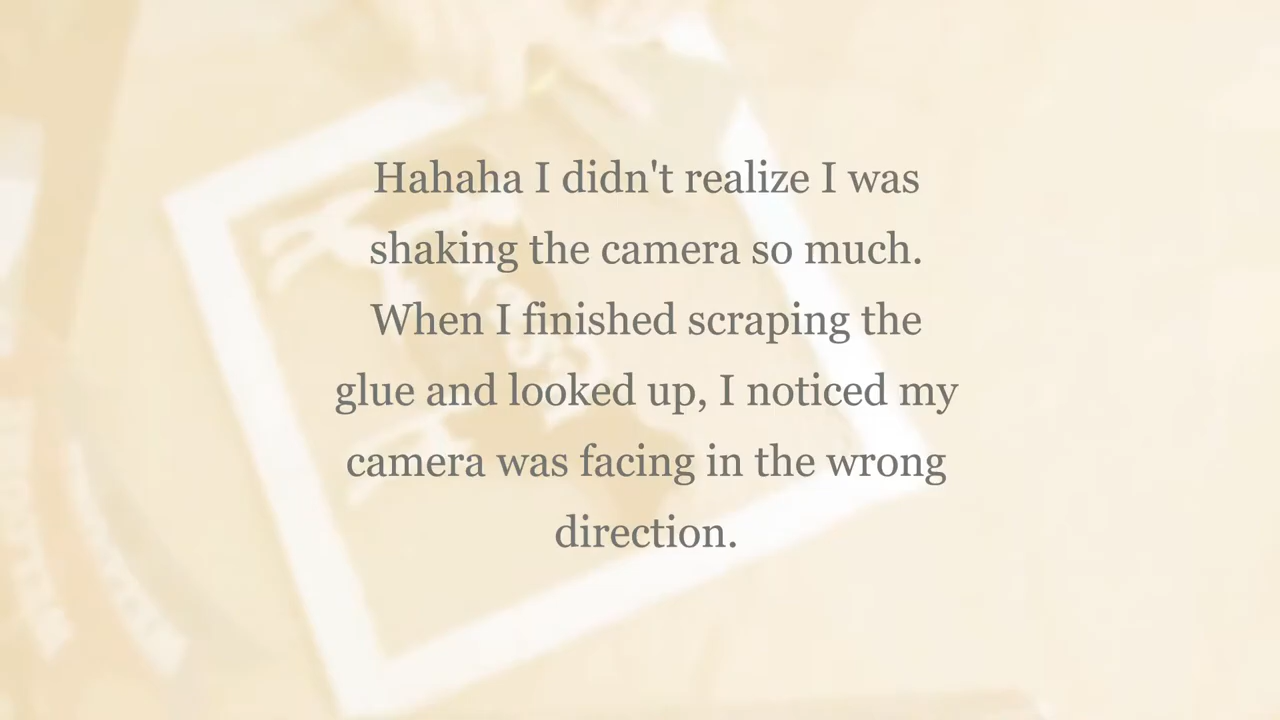 Hahaha I didn't realize I was
shaking the camera so much.
When I finished scraping the
glue and looked up, I noticed my
camera was facing in the wrong
direction.